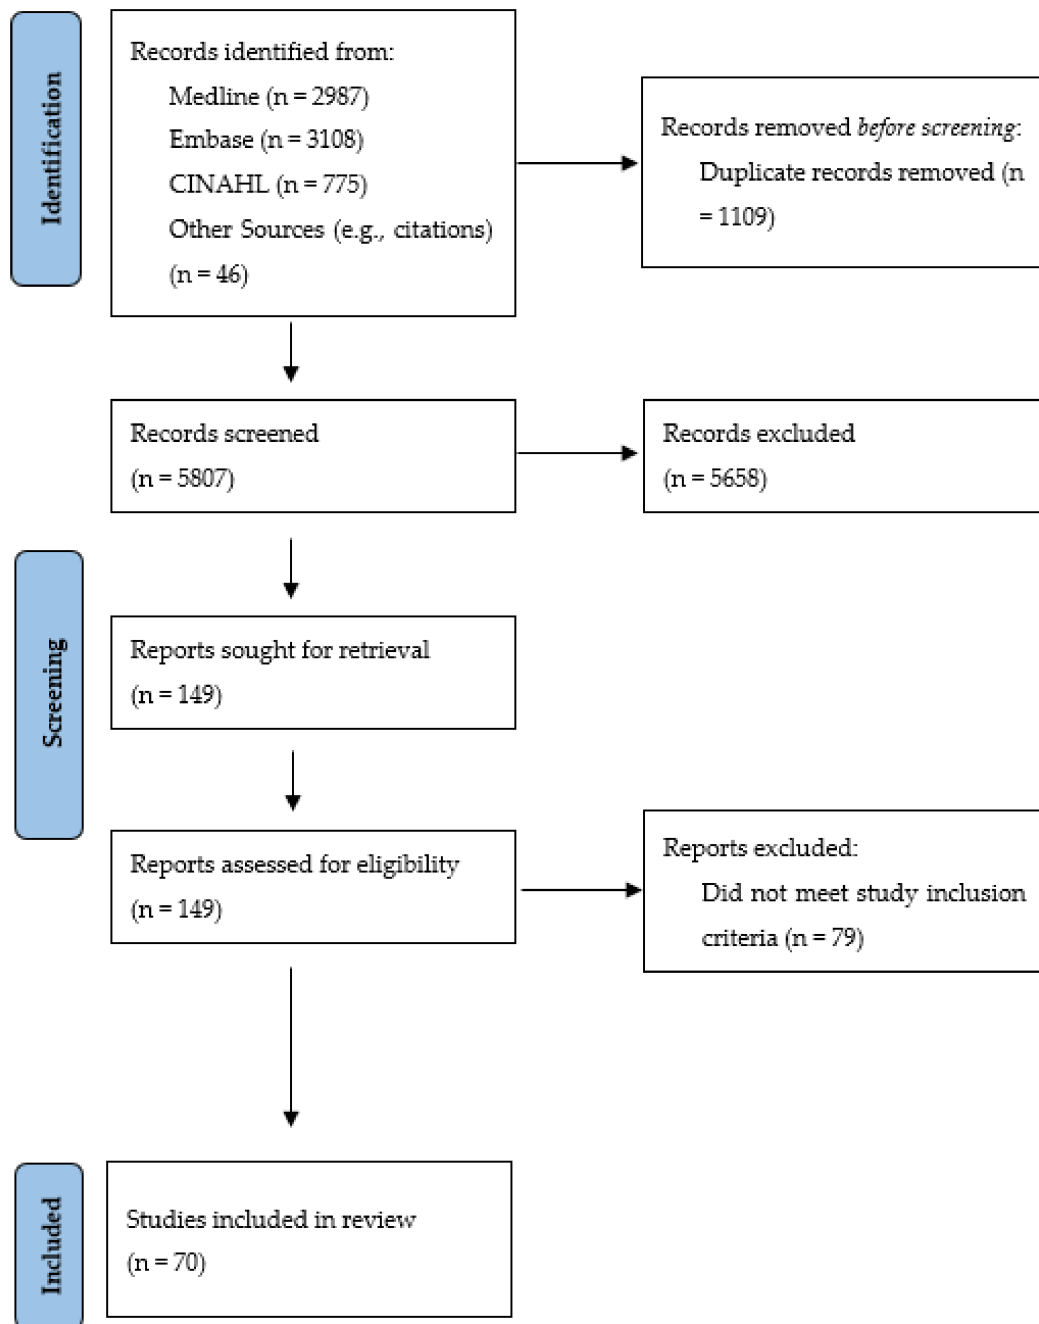 Identification
Records identified from:
Medline (n = 2987)
Embase (n = 3108)
CINAHL (n = 775)
Other Sources (e.g., citations)
(n = 46)
Records removed before screening:
Duplicate records removed (n
= 1109)
Records screened
(n = 5807)
Records excluded
(n = 5658)
Screening
Reports sought for retrieval
(n = 149)
Reports assessed for eligibility
(n = 149)
Reports excluded:
Did not meet study inclusion
criteria (n = 79)
Included
Studies included in review
(n = 70)